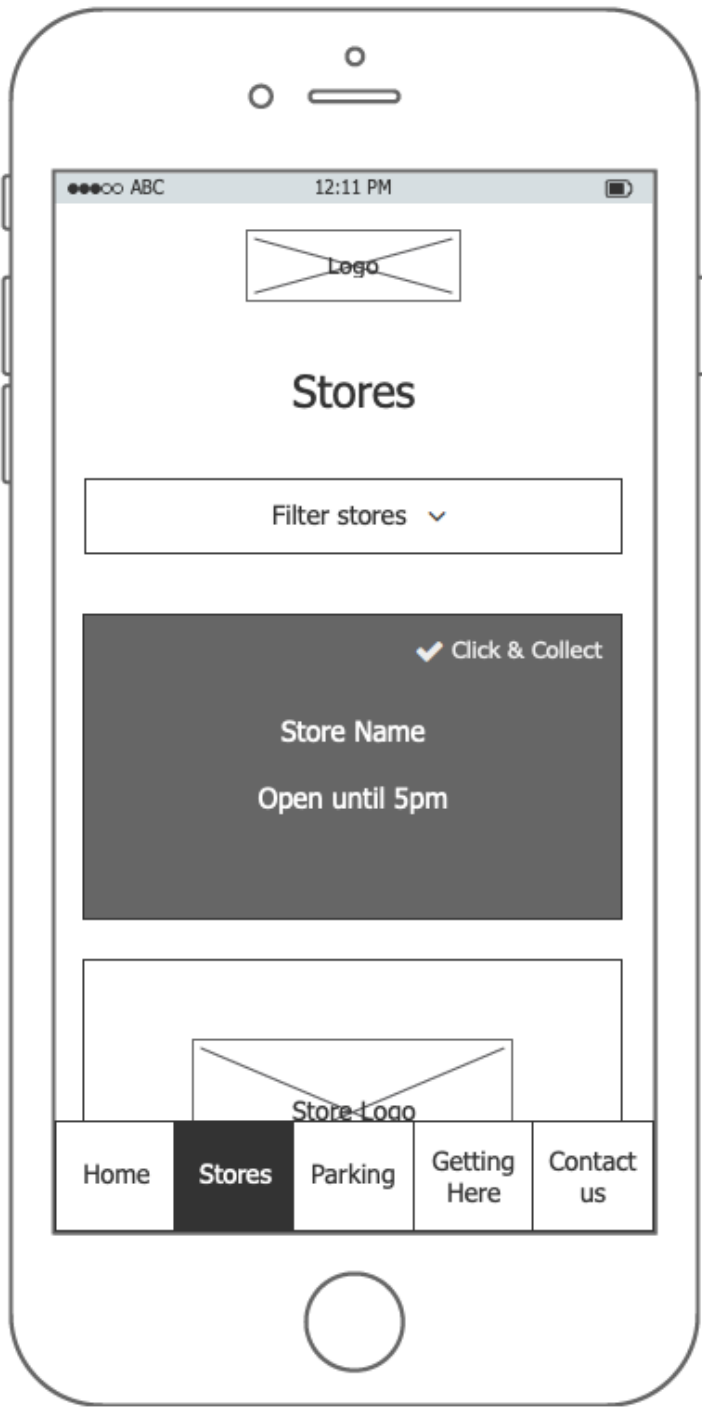 ABC
12:11 PM
Logo
Stores
Filter stores
Click & Collect
Store Name
Open until 5pm
Store Logo
Home
Stores
Parking
Getting
Here
Contact
us